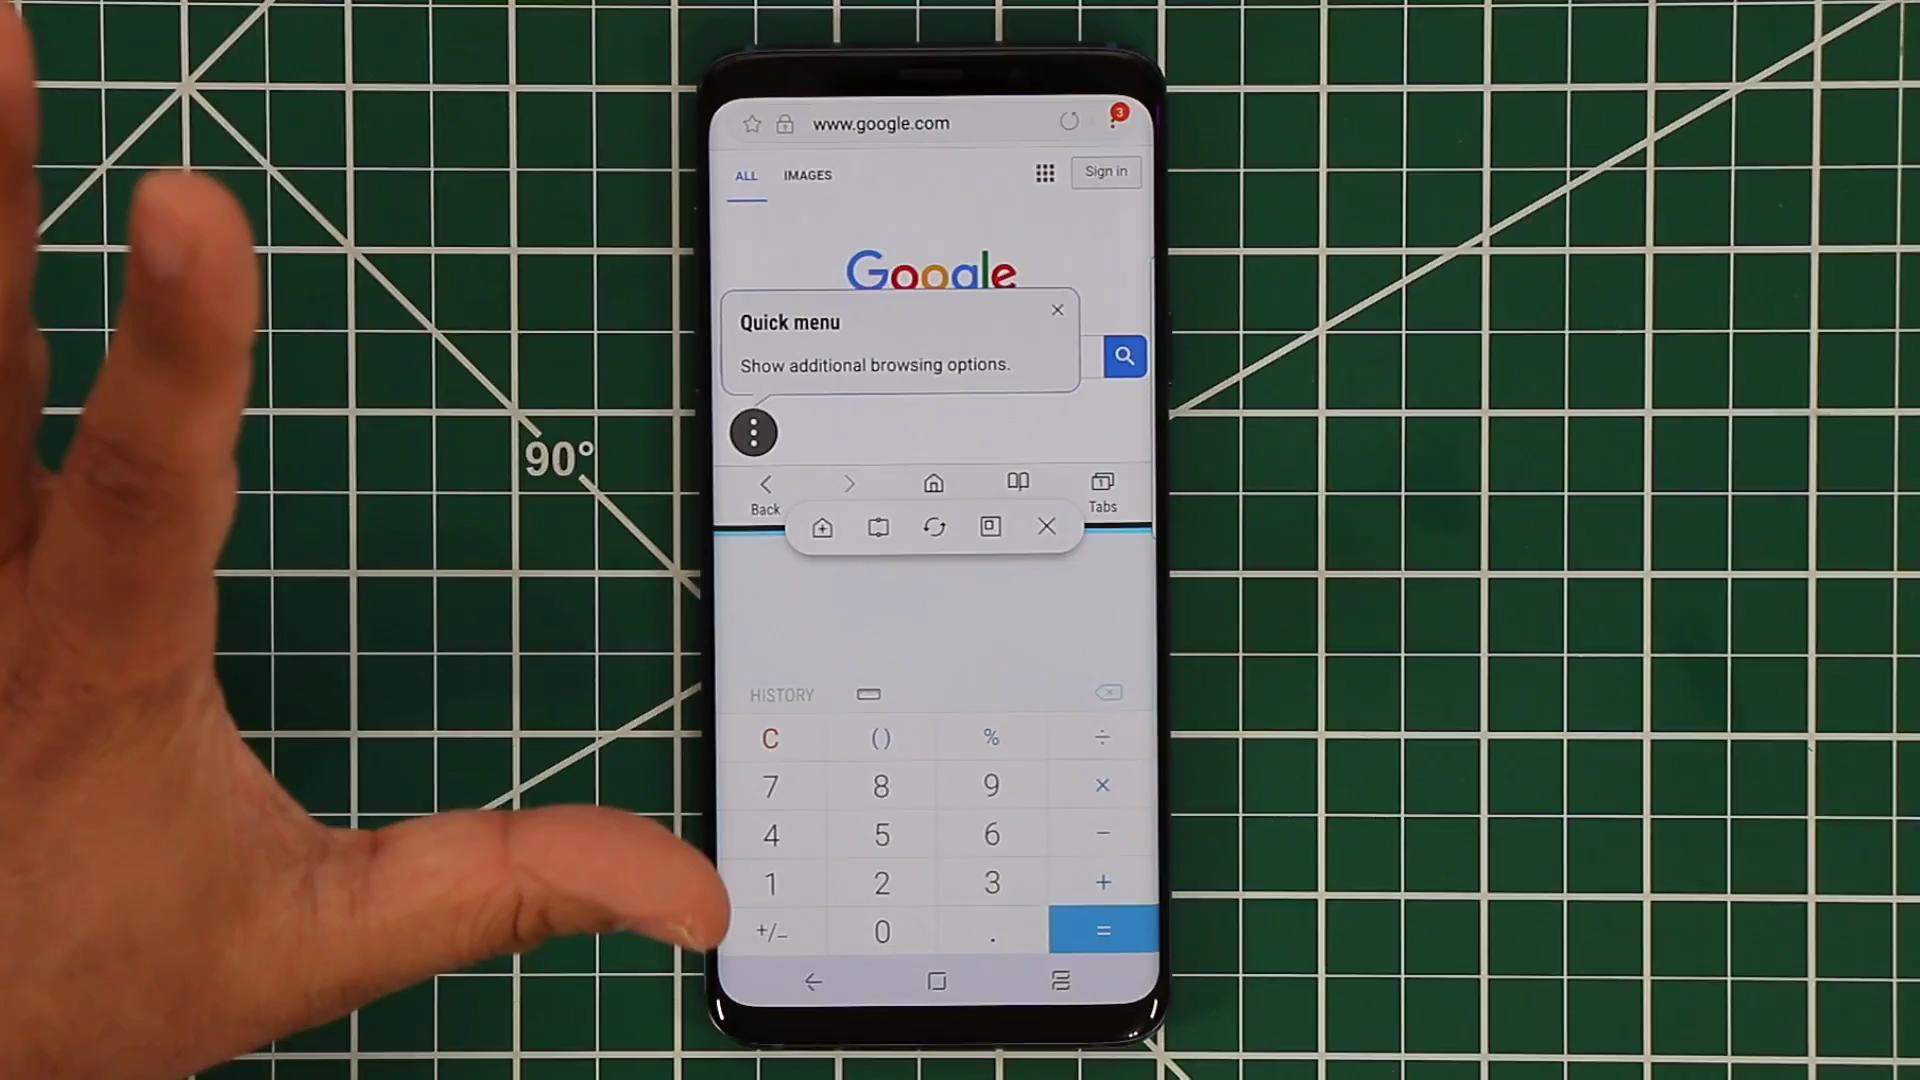 www.google.com
3
ALL IMAGES
Sign in
Google
Quick menu
Show additional browsing options.
90°
1
Back
Tabs
HISTORY
C ( ) % ÷
7 8 9 ×
4 5 6 −
1 2 3 +
+/− 0 . =